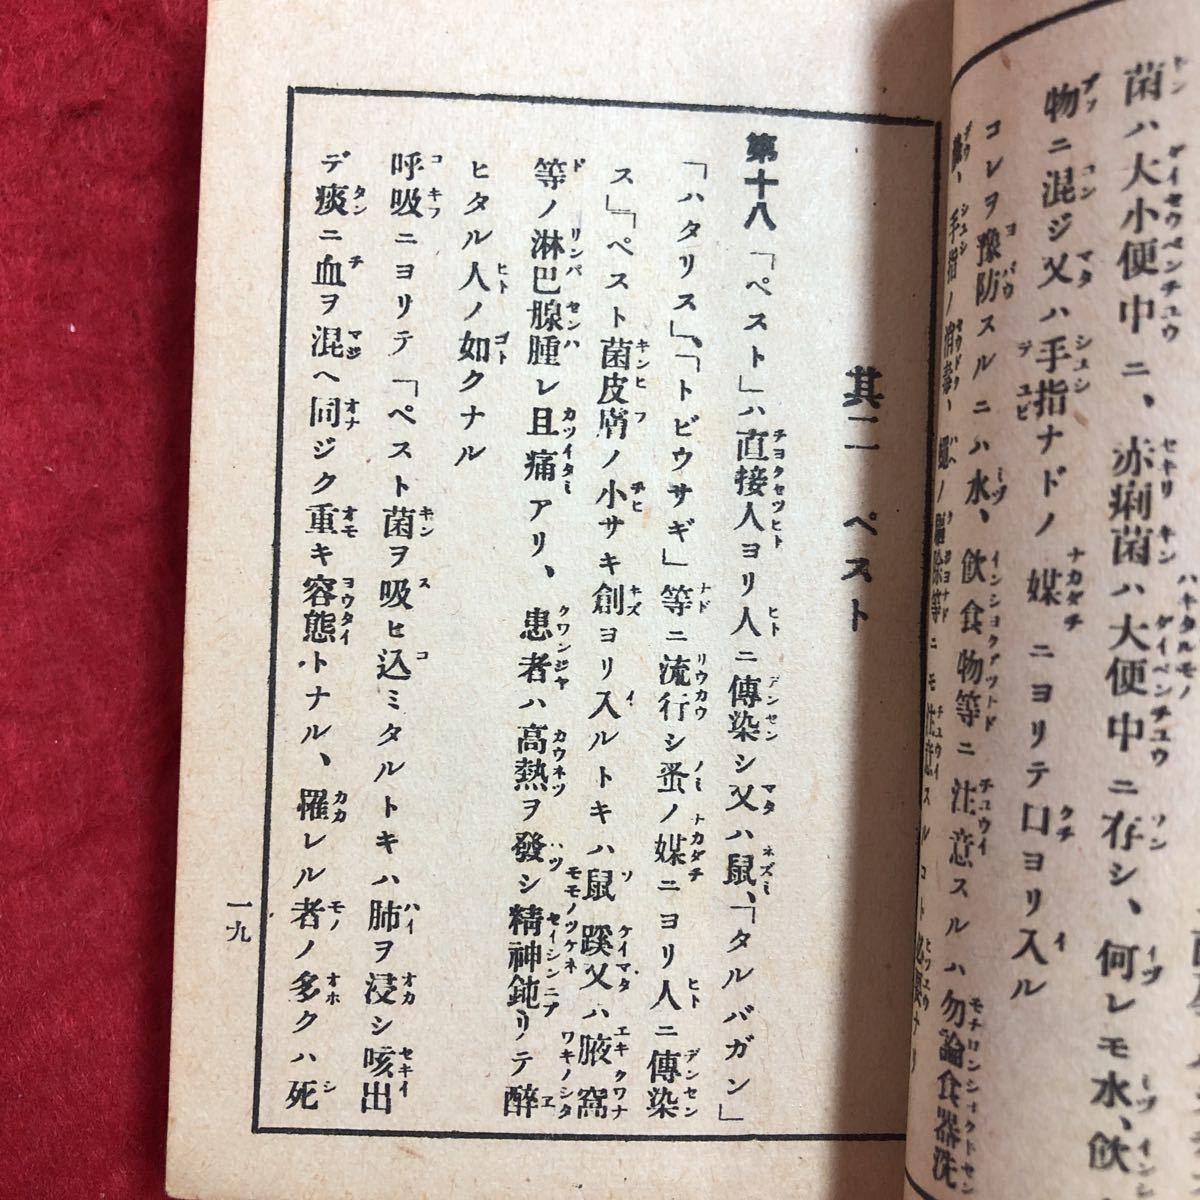 菌ハ大小便中ニ、赤痢菌ハ大便中ニ存シ、何レモ水、飲
物ニ混ジ又ハ手指ナドノ媒ニヨリテ口ヨリ入ル
コレヲ豫防スルニハ水、飲食物等ニ注意スルハ勿論食器洗
手指ノ消毒、蠅ノ驅除等ニモ注意スルコト必要ナリ
其二 ペスト
第十八 「ペスト」ハ直接人ヨリ人ニ傳染シ又ハ鼠、「タルバガン」
「ハタリス」、「トビウサギ」等ニ流行シ蚤ノ媒ニヨリ人ニ傳染
ス」「ペスト菌皮膚ノ小サキ創ヨリ入ルトキハ鼠蹊又ハ腋窩
等ノ淋巴腺腫レ且痛アリ、患者ハ高熱ヲ發シ精神鈍リテ醉
ヒタル人ノ如クナル
呼吸ニヨリテ「ペスト菌ヲ吸ヒ込ミタルトキハ肺ヲ浸シ咳出
デ痰ニ血ヲ混ヘ同ジク重キ容態トナル、罹レル者ノ多クハ死
一九